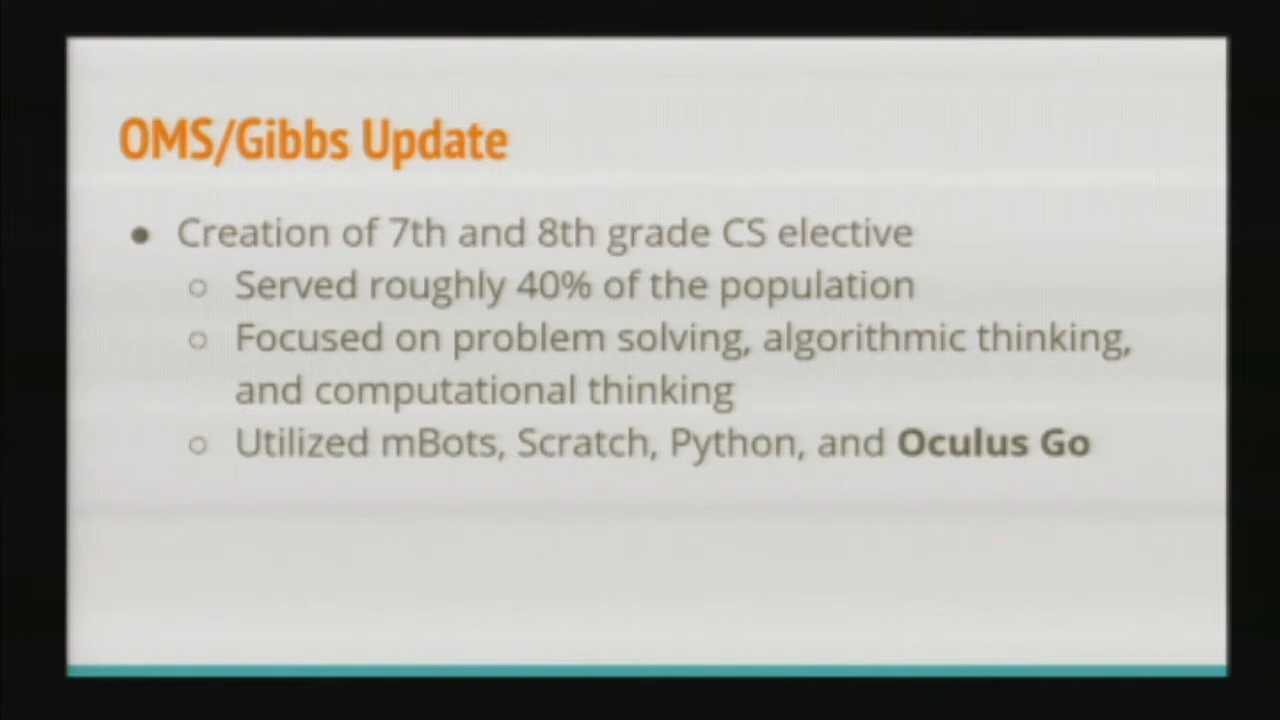 OMS/Gibbs Update
● Creation of 7th and 8th grade CS elective
○ Served roughly 40% of the population
○ Focused on problem solving, algorithmic thinking,
and computational thinking
○ Utilized mBots, Scratch, Python, and Oculus Go